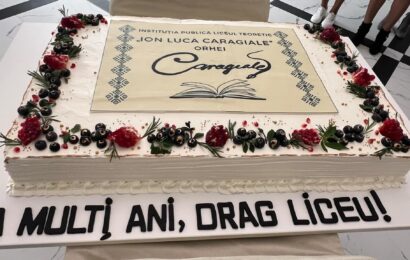 INSTITUȚIA PUBLICĂ LICEUL TEORETIC
"ION LUCA CARAGIALE"
ORHEI
Caragiale
MULȚI ANI, DRAG LICEU!